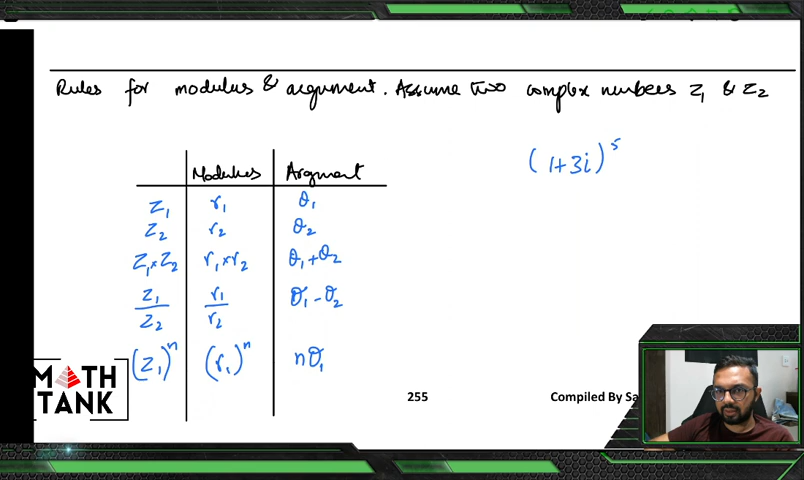 Rules for modulus & argument. Assume two complex numbers z₁ & z₂
(1+3i)⁵
Modulus Argument
z₁ r₁ θ₁
z₂ r₂ θ₂
z₁×z₂ r₁×r₂ θ₁+θ₂
z₁/z₂ r₁/r₂ θ₁-θ₂
(z₁)ⁿ (r₁)ⁿ nθ₁
MATH
TANK
255
Compiled By Sa